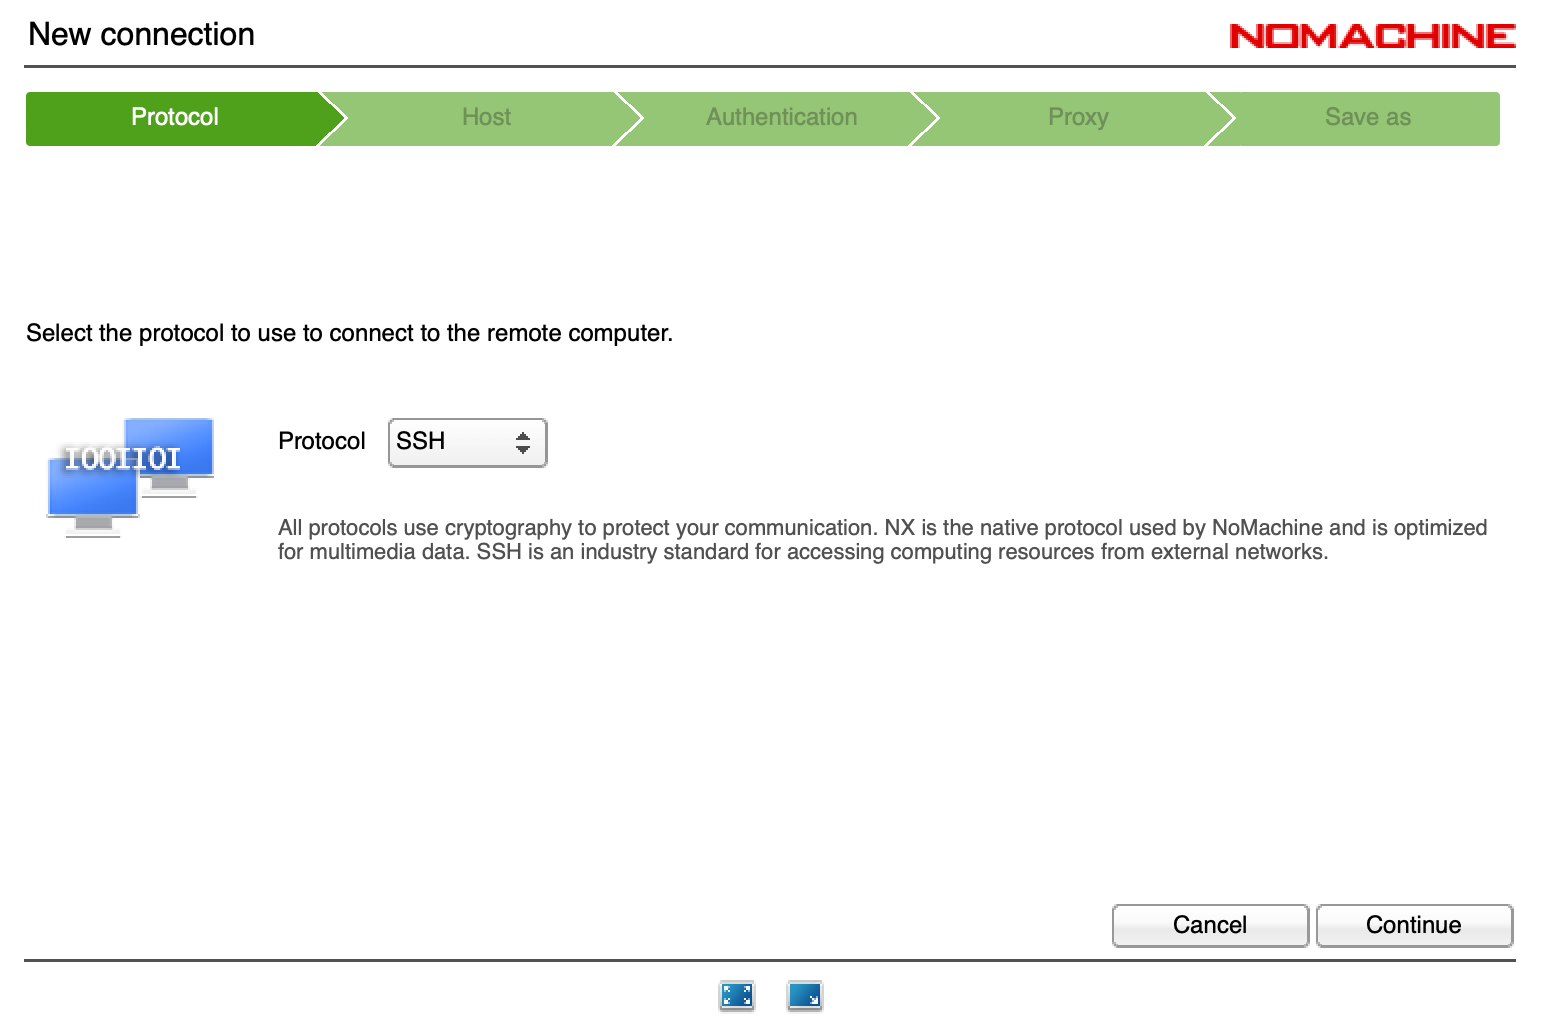 New connection
NOMACHINE
Protocol
Host
Authentication
Proxy
Save as
Select the protocol to use to connect to the remote computer.
IOOIIOI
Protocol
SSH
All protocols use cryptography to protect your communication. NX is the native protocol used by NoMachine and is optimized
for multimedia data. SSH is an industry standard for accessing computing resources from external networks.
Cancel
Continue